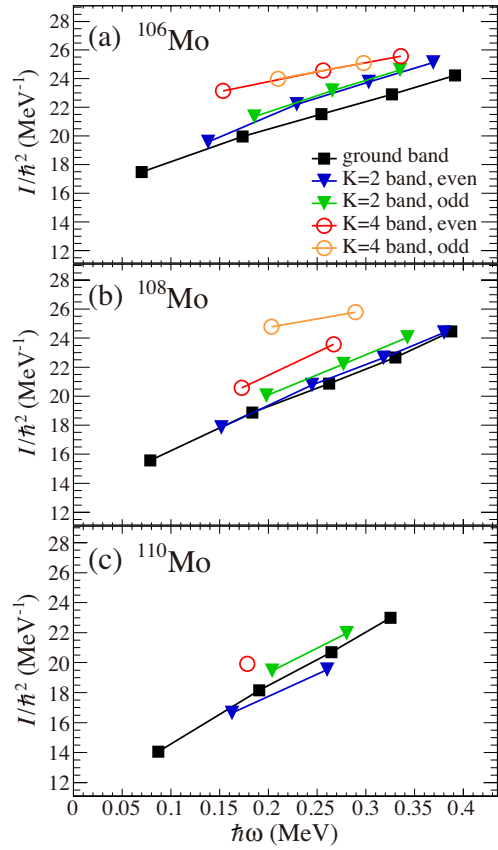 (a) ¹⁰⁶Mo
I/ħ² (MeV⁻¹)
28
26
24
22
20
18
16
14
12
ground band
K=2 band, even
K=2 band, odd
K=4 band, even
K=4 band, odd
(b) ¹⁰⁸Mo
I/ħ² (MeV⁻¹)
28
26
24
22
20
18
16
14
12
(c) ¹¹⁰Mo
I/ħ² (MeV⁻¹)
28
26
24
22
20
18
16
14
12
0 0.05 0.1 0.15 0.2 0.25 0.3 0.35 0.4
ħω (MeV)